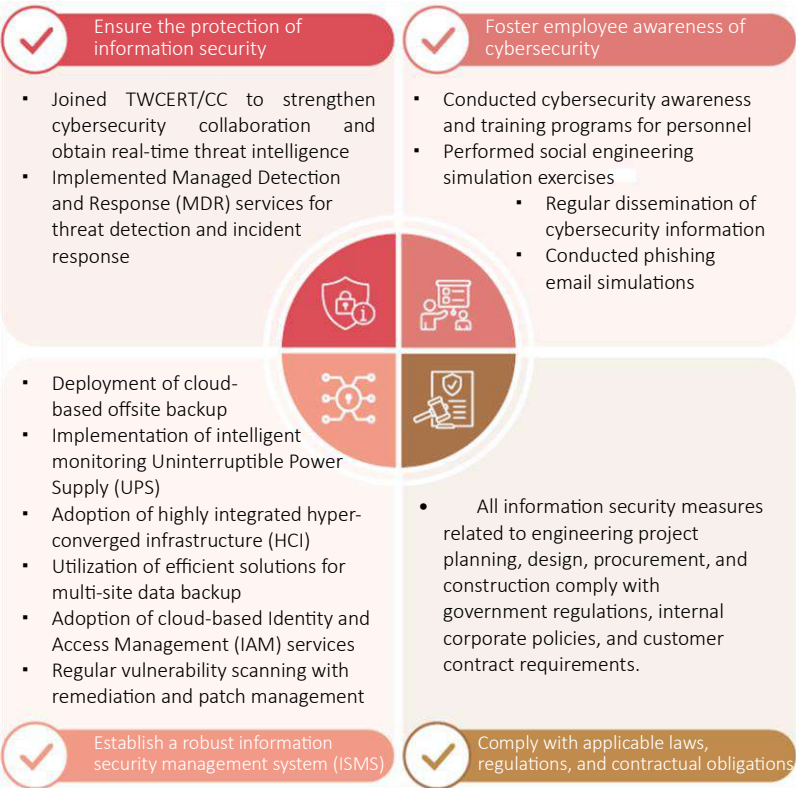 Ensure the protection of
information security
▪ Joined TWCERT/CC to strengthen
cybersecurity collaboration and
obtain real-time threat intelligence
▪ Implemented Managed Detection
and Response (MDR) services for
threat detection and incident
response
Foster employee awareness of
cybersecurity
▪ Conducted cybersecurity awareness
and training programs for personnel
▪ Performed social engineering
simulation exercises
▪ Regular dissemination of
cybersecurity information
▪ Conducted phishing
email simulations
▪ Deployment of cloud-
based offsite backup
▪ Implementation of intelligent
monitoring Uninterruptible Power
Supply (UPS)
▪ Adoption of highly integrated hyper-
converged infrastructure (HCI)
▪ Utilization of efficient solutions for
multi-site data backup
▪ Adoption of cloud-based Identity and
Access Management (IAM) services
▪ Regular vulnerability scanning with
remediation and patch management
Establish a robust information
security management system (ISMS)
• All information security measures
related to engineering project
planning, design, procurement, and
construction comply with
government regulations, internal
corporate policies, and customer
contract requirements.
Comply with applicable laws,
regulations, and contractual obligations